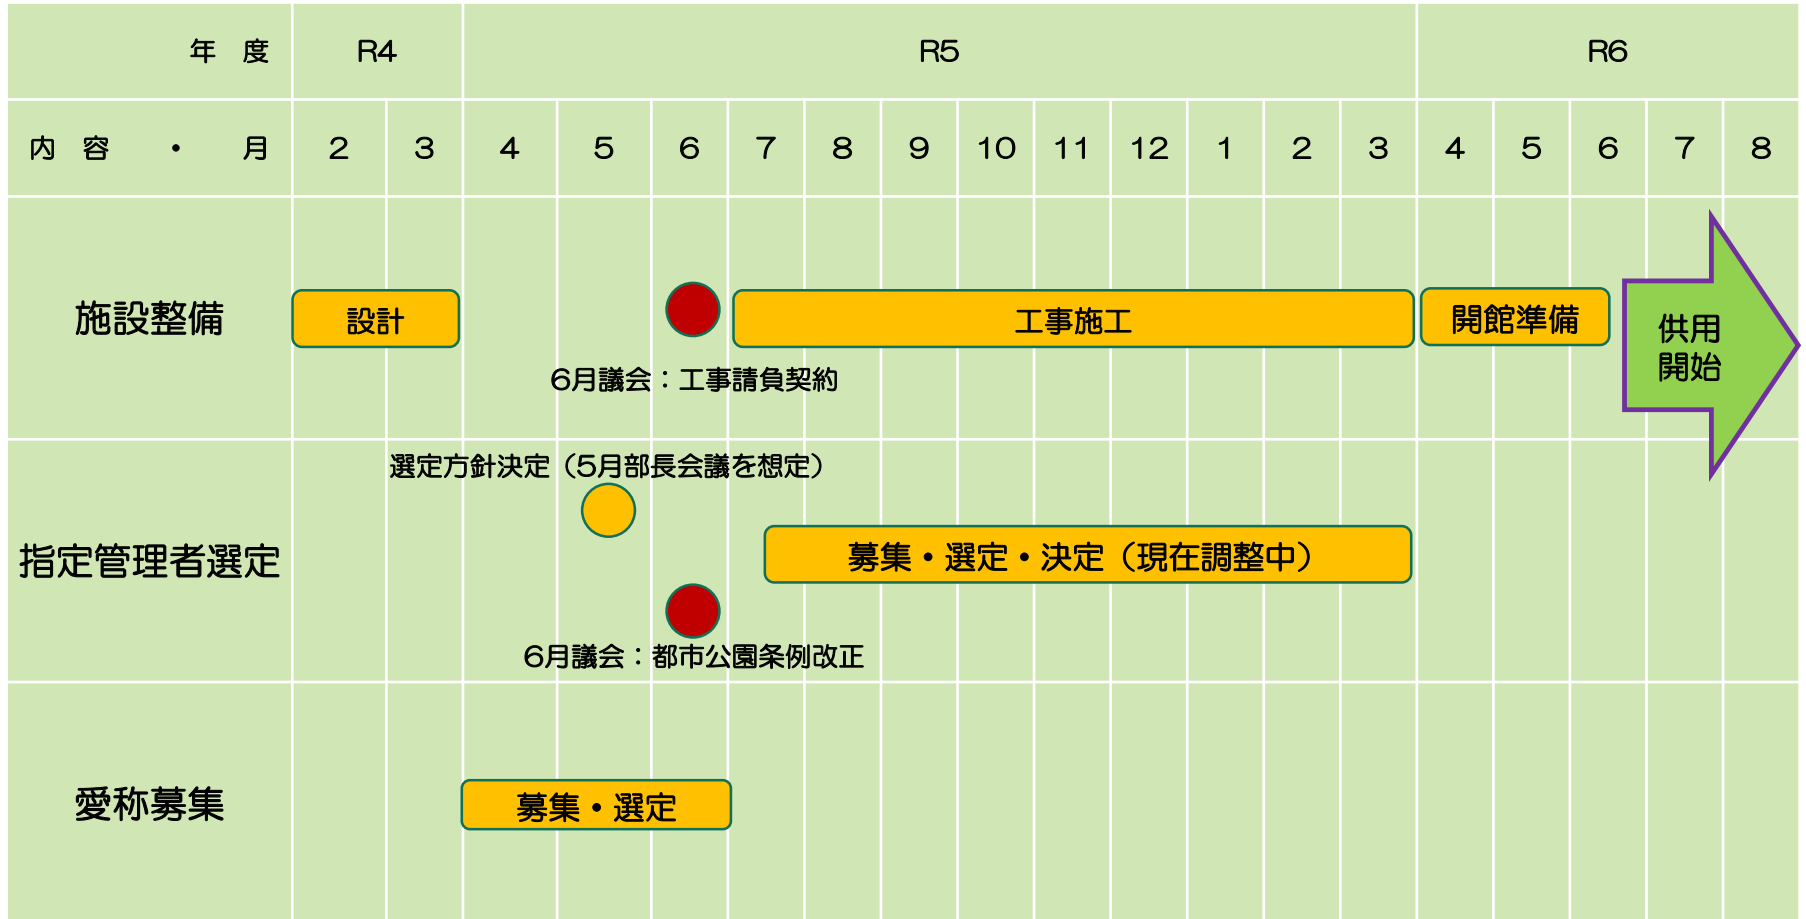 年　度 R4 R5 R6
内　容　・　月 2 3 4 5 6 7 8 9 10 11 12 1 2 3 4 5 6 7 8
施設整備
設計
工事施工
開館準備
供用
開始
6月議会：工事請負契約
選定方針決定（5月部長会議を想定）
指定管理者選定
募集・選定・決定（現在調整中）
6月議会：都市公園条例改正
愛称募集
募集・選定